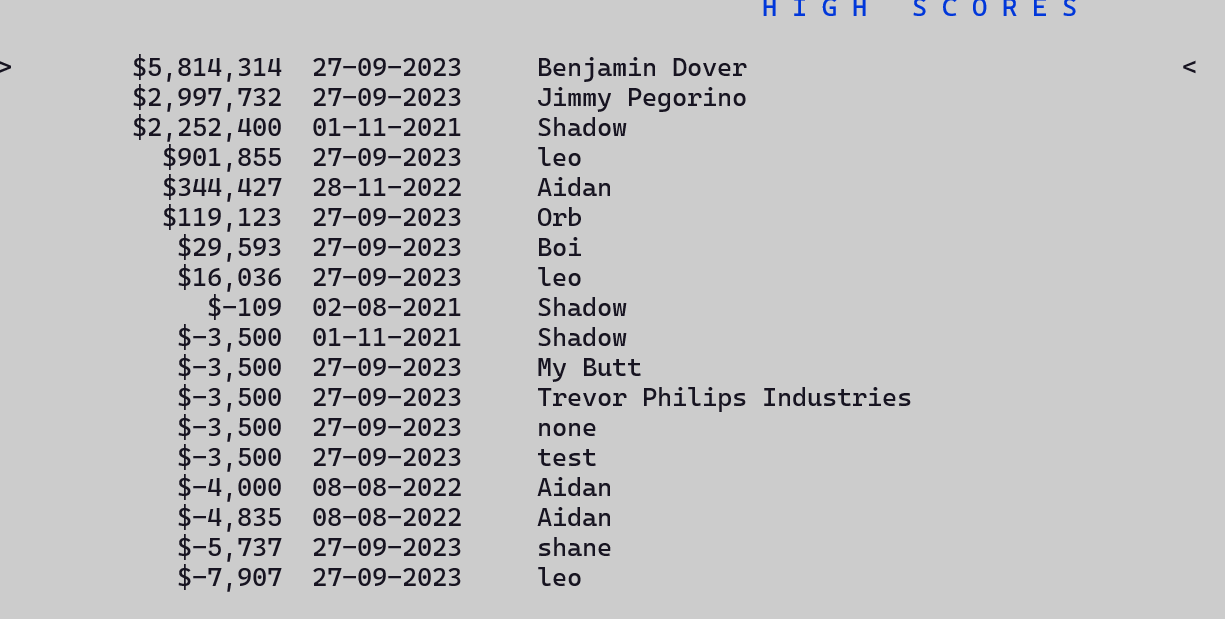 HIGH SCORES
> $5,814,314 27-09-2023 Benjamin Dover <
$2,997,732 27-09-2023 Jimmy Pegorino
$2,252,400 01-11-2021 Shadow
$901,855 27-09-2023 leo
$344,427 28-11-2022 Aidan
$119,123 27-09-2023 Orb
$29,593 27-09-2023 Boi
$16,036 27-09-2023 leo
$-109 02-08-2021 Shadow
$-3,500 01-11-2021 Shadow
$-3,500 27-09-2023 My Butt
$-3,500 27-09-2023 Trevor Philips Industries
$-3,500 27-09-2023 none
$-3,500 27-09-2023 test
$-4,000 08-08-2022 Aidan
$-4,835 08-08-2022 Aidan
$-5,737 27-09-2023 shane
$-7,907 27-09-2023 leo